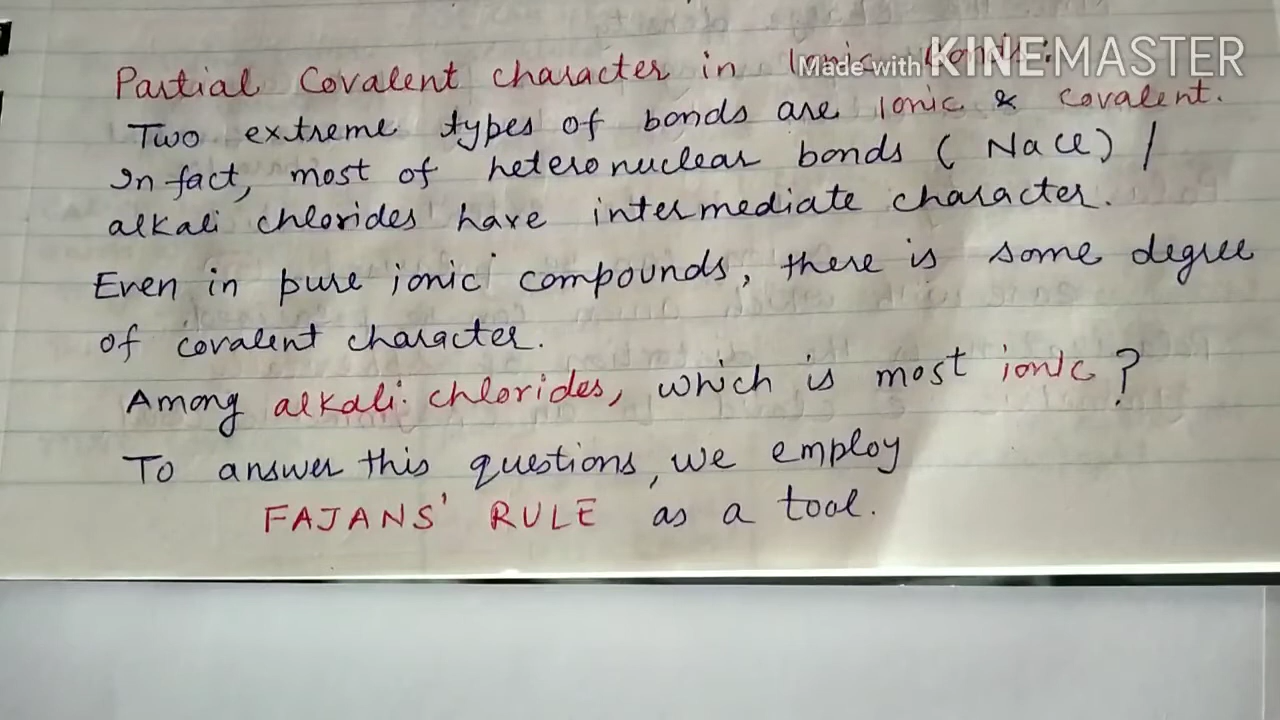 Partial Covalent character in Ionic Bonds:
Made with KINEMASTER
Two extreme types of bonds are Ionic & Covalent.
In fact, most of heteronuclear bonds (NaCl) /
alkali chlorides have intermediate character.
Even in pure ionic compounds, there is some degree
of covalent character.
Among alkali chlorides, which is most ionic?
To answer this questions, we employ
FAJANS' RULE as a tool.